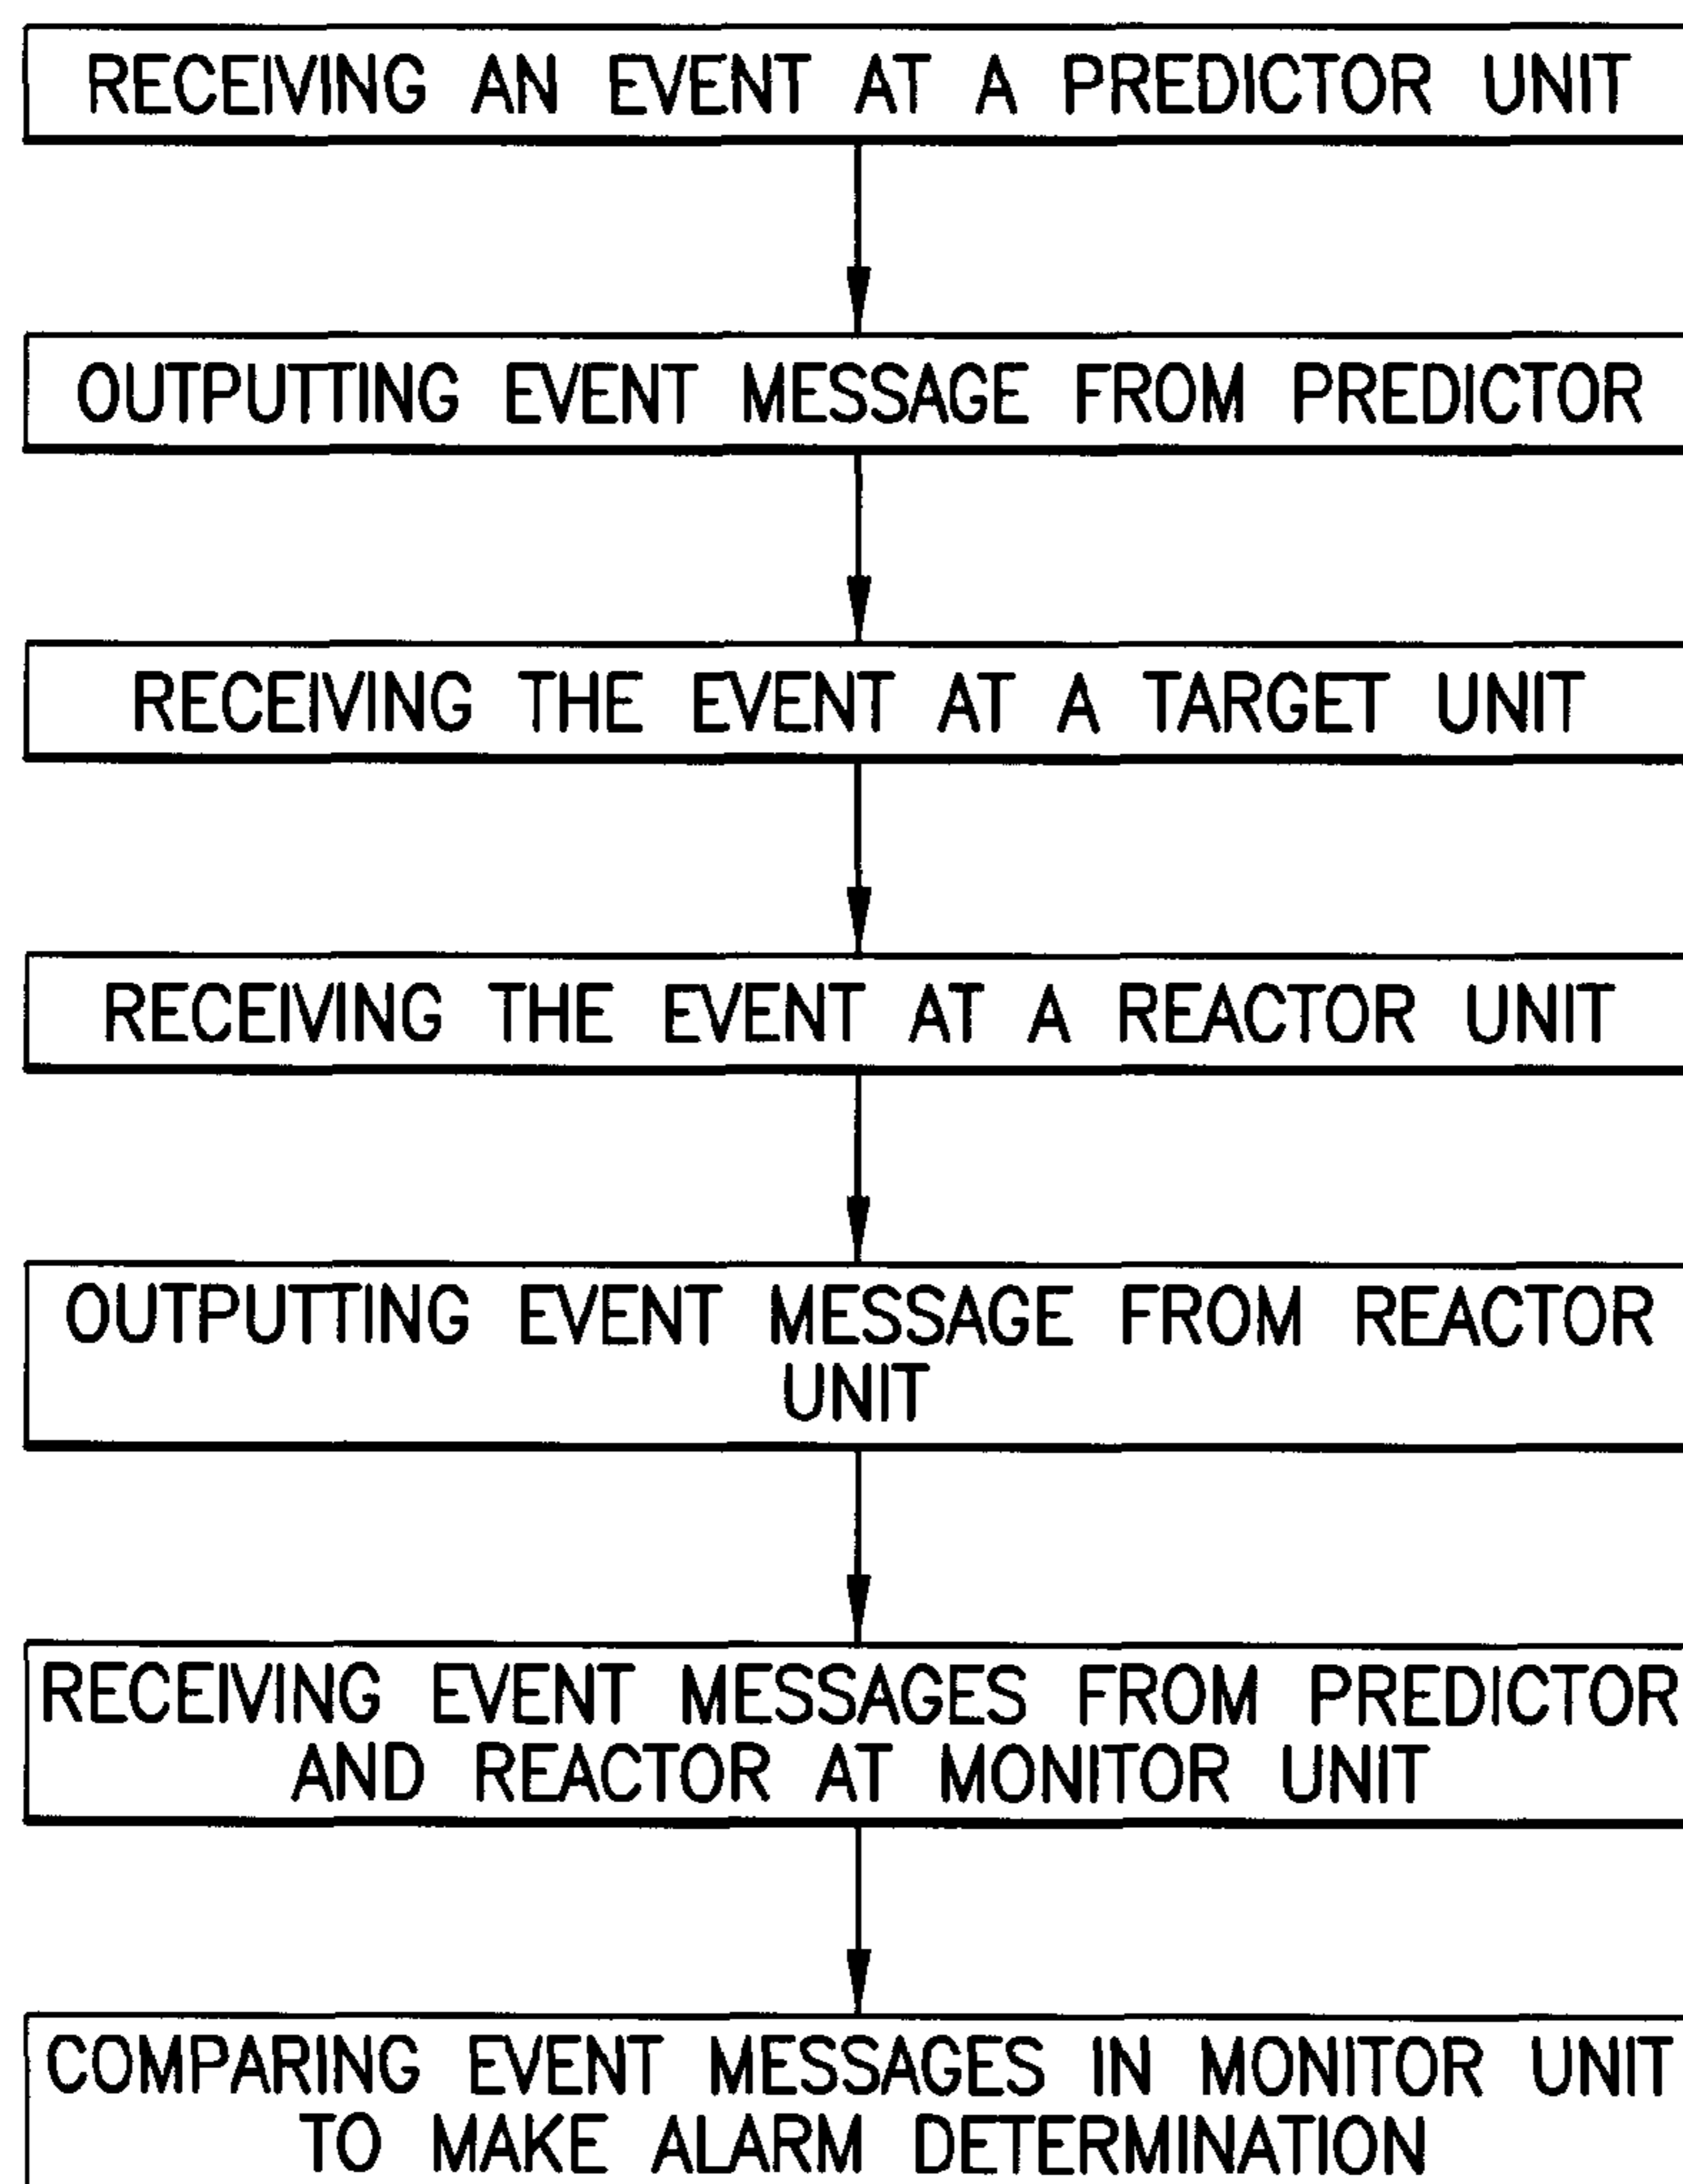 RECEIVING AN EVENT AT A PREDICTOR UNIT
OUTPUTTING EVENT MESSAGE FROM PREDICTOR
RECEIVING THE EVENT AT A TARGET UNIT
RECEIVING THE EVENT AT A REACTOR UNIT
OUTPUTTING EVENT MESSAGE FROM REACTOR
UNIT
RECEIVING EVENT MESSAGES FROM PREDICTOR
AND REACTOR AT MONITOR UNIT
COMPARING EVENT MESSAGES IN MONITOR UNIT
TO MAKE ALARM DETERMINATION